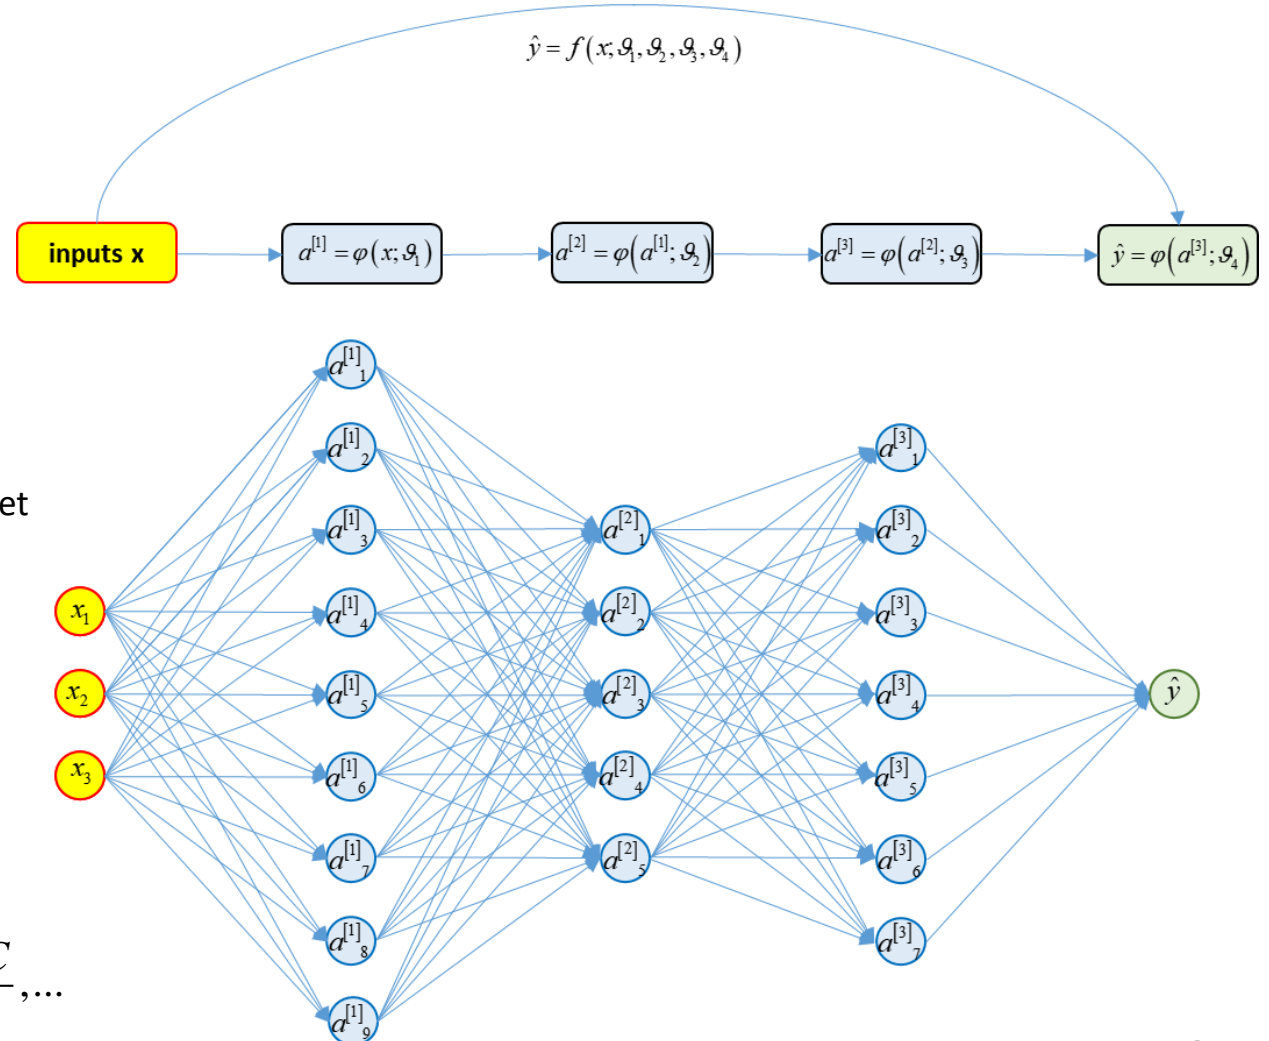 ŷ = f(x; ϑ₁, ϑ₂, ϑ₃, ϑ₄)
inputs x
a^[1] = φ(x; ϑ₁)
a^[2] = φ(a^[1]; ϑ₂)
a^[3] = φ(a^[2]; ϑ₃)
ŷ = φ(a^[3]; ϑ₄)
et
x₁
x₂
x₃
a^[1]₁
a^[1]₂
a^[1]₃
a^[1]₄
a^[1]₅
a^[1]₆
a^[1]₇
a^[1]₈
a^[1]₉
a^[2]₁
a^[2]₂
a^[2]₃
a^[2]₄
a^[2]₅
a^[3]₁
a^[3]₂
a^[3]₃
a^[3]₄
a^[3]₅
a^[3]₆
a^[3]₇
ŷ
,...